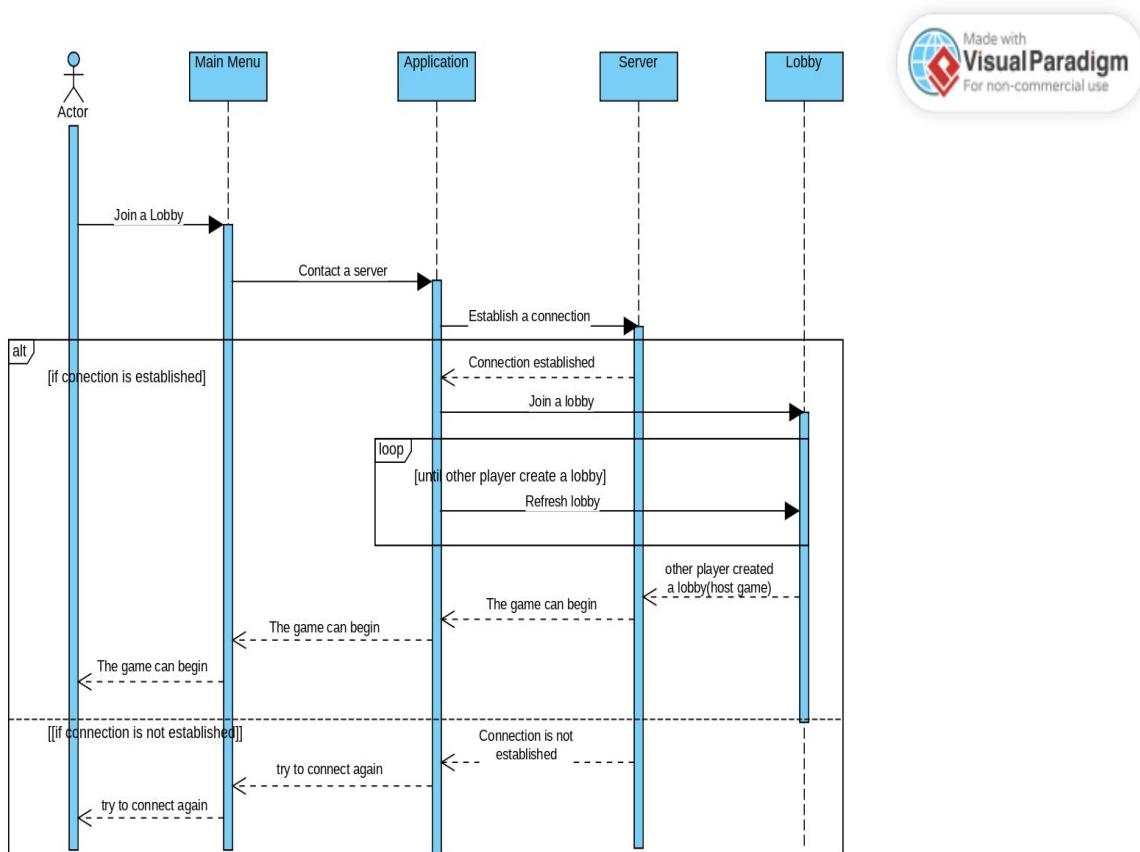 Made with
Visual Paradigm
For non-commercial use
Actor
Main Menu
Application
Server
Lobby
Join a Lobby
Contact a server
Establish a connection
alt
[if conection is established]
Connection established
Join a lobby
loop
[until other player create a lobby]
Refresh lobby
other player created
a lobby(host game)
The game can begin
The game can begin
The game can begin
[[if connection is not established]]
Connection is not
established
try to connect again
try to connect again